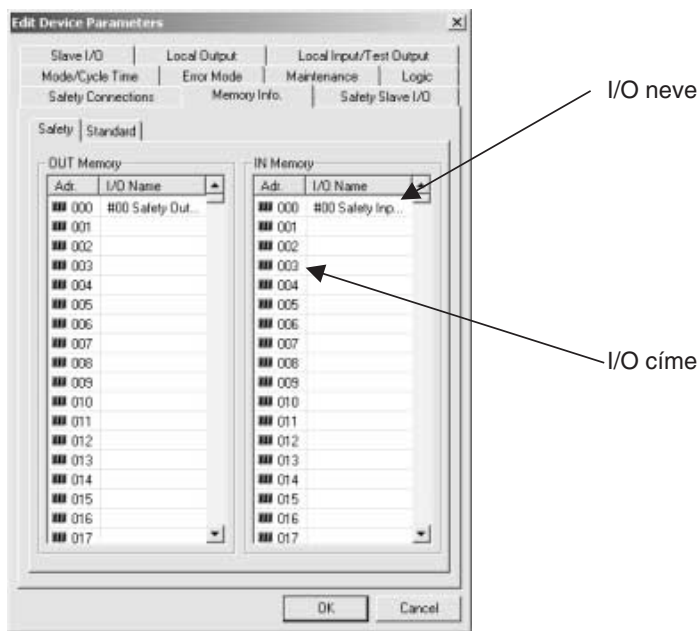 Edit Device Parameters
Slave I/O Local Output Local Input/Test Output
Mode/Cycle Time Error Mode Maintenance Logic
Safety Connections Memory Info. Safety Slave I/O
I/O neve
Safety Standard
OUT Memory IN Memory
Adr. I/O Name Adr. I/O Name
000 #00 Safety Out... 000 #00 Safety Inp...
001 001
002 002
003 003
004 004
005 005
006 006
007 007
008 008
I/O címe
009 009
010 010
011 011
012 012
013 013
014 014
015 015
016 016
017 017
OK Cancel